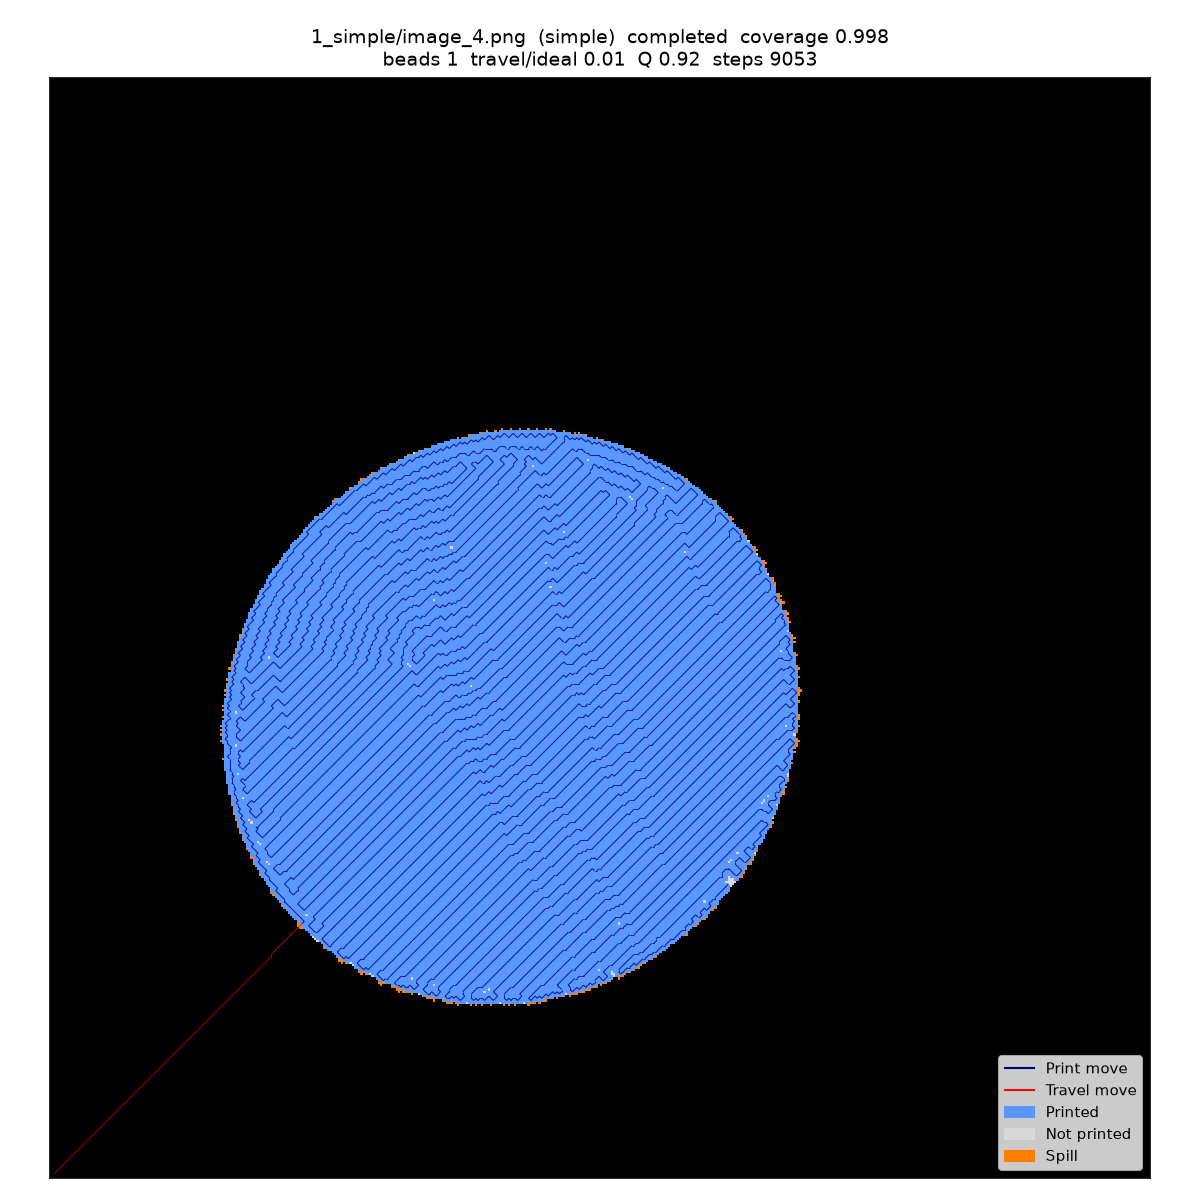 1_simple/image_4.png  (simple)  completed  coverage 0.998
beads 1  travel/ideal 0.01  Q 0.92  steps 9053
Print move
Travel move
Printed
Not printed
Spill